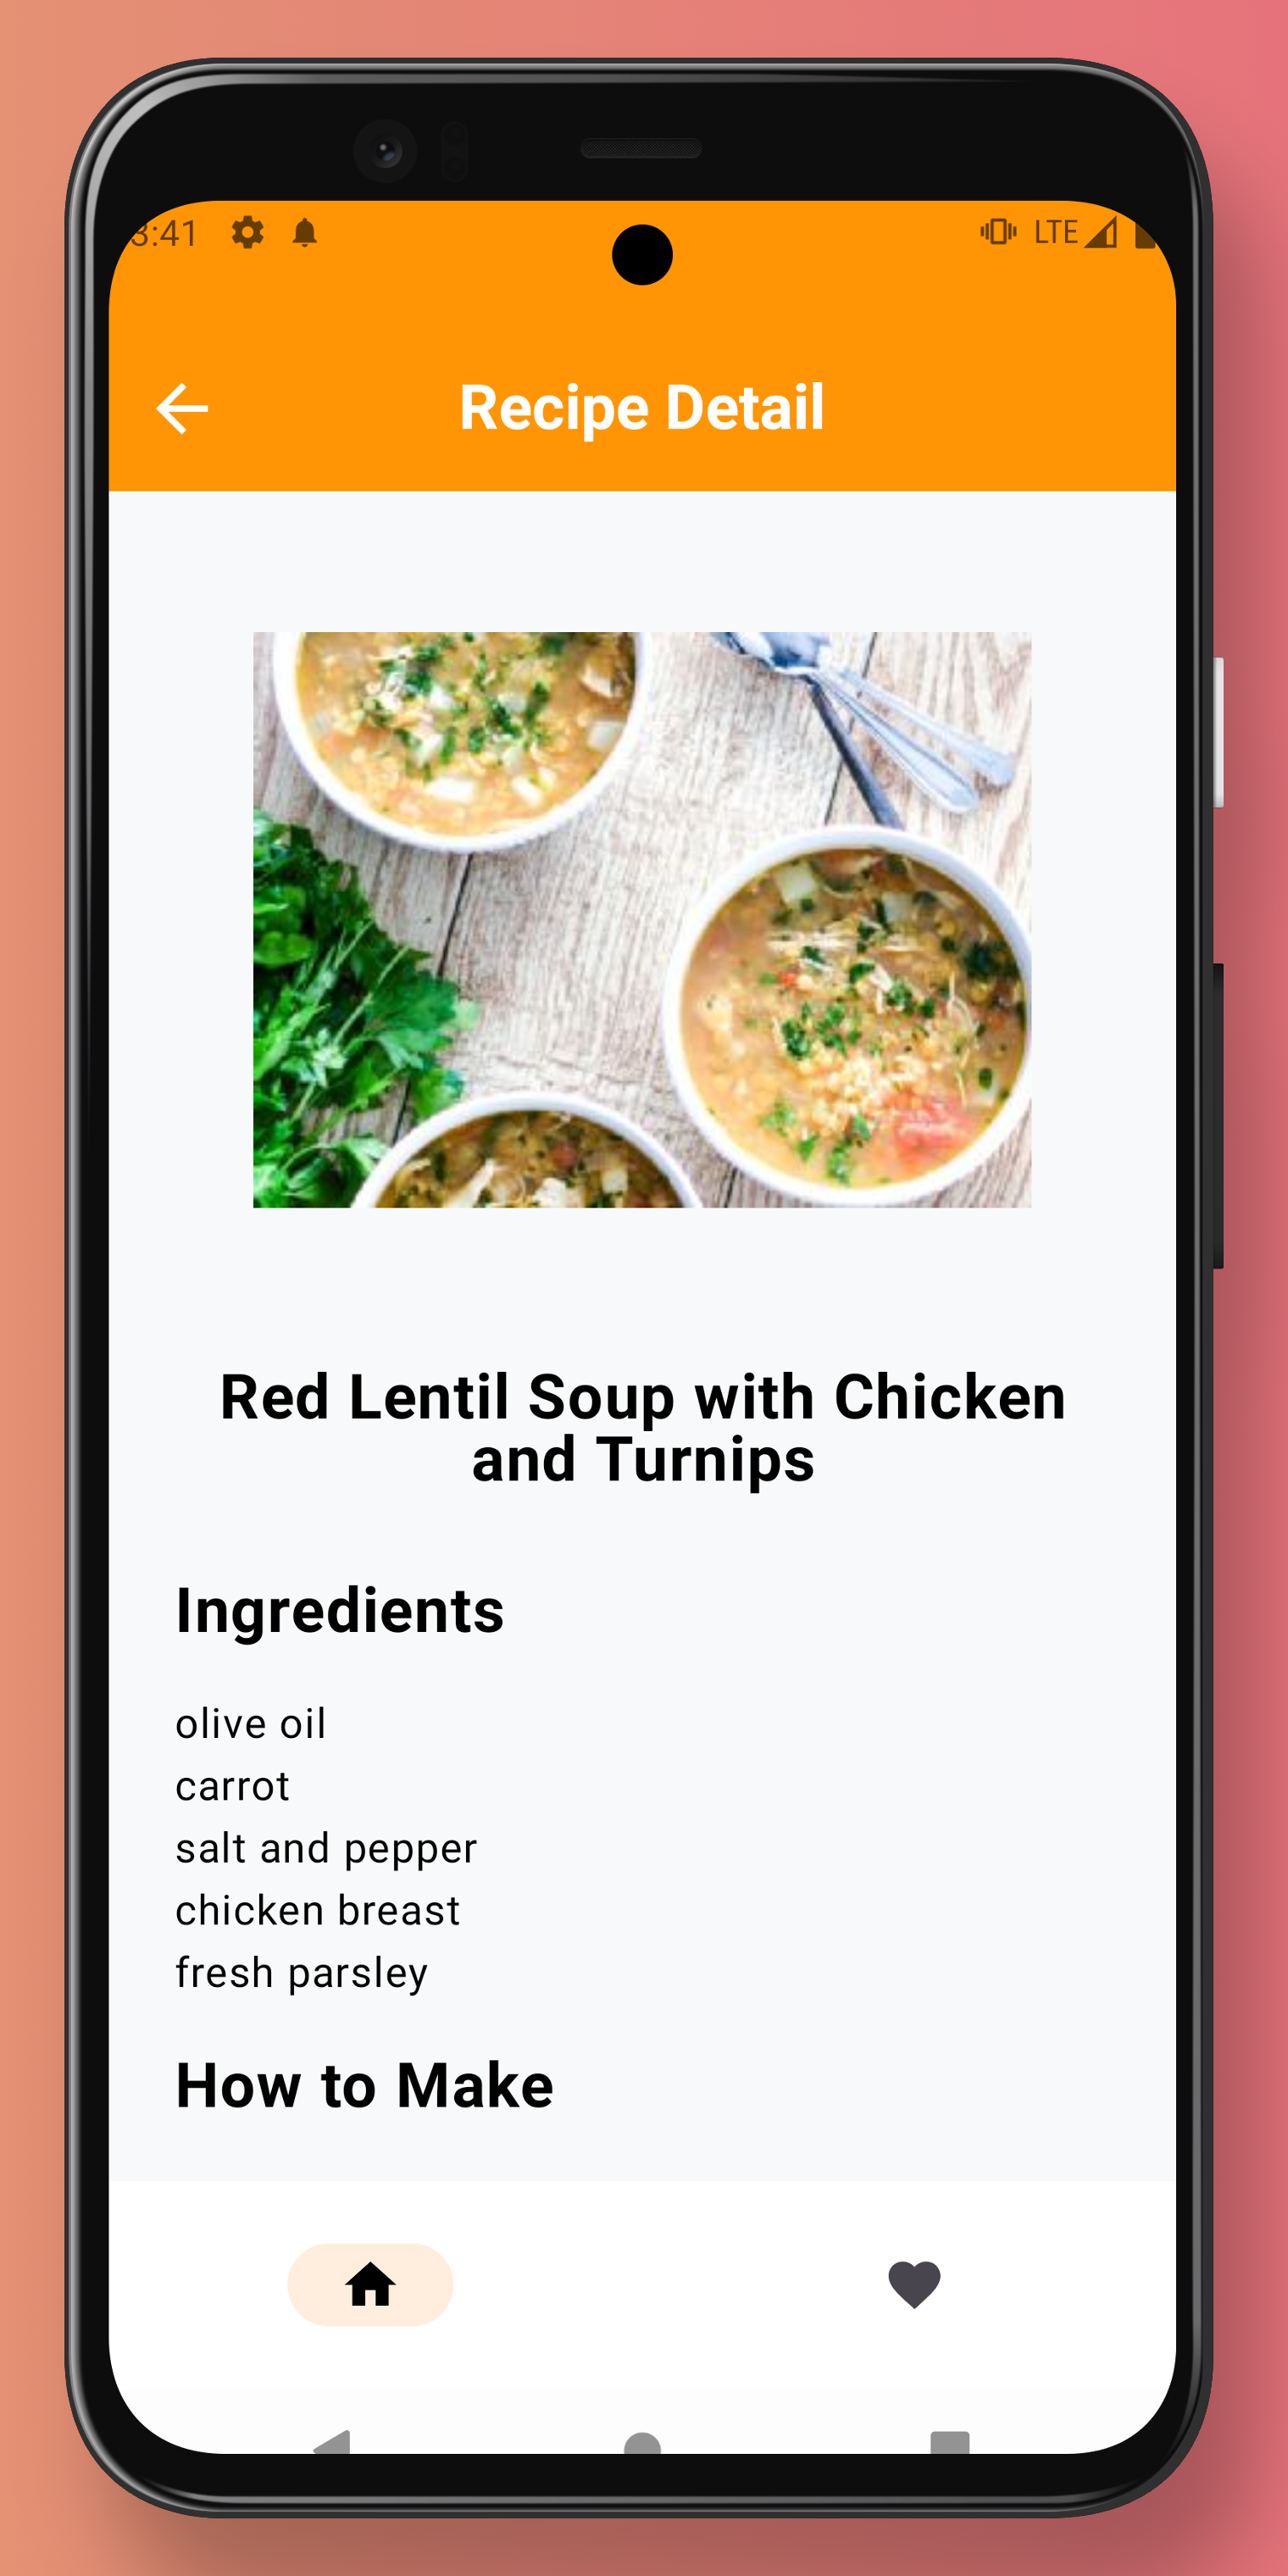 3:41 LTE
Recipe Detail
Red Lentil Soup with Chicken
and Turnips
Ingredients
olive oil
carrot
salt and pepper
chicken breast
fresh parsley
How to Make